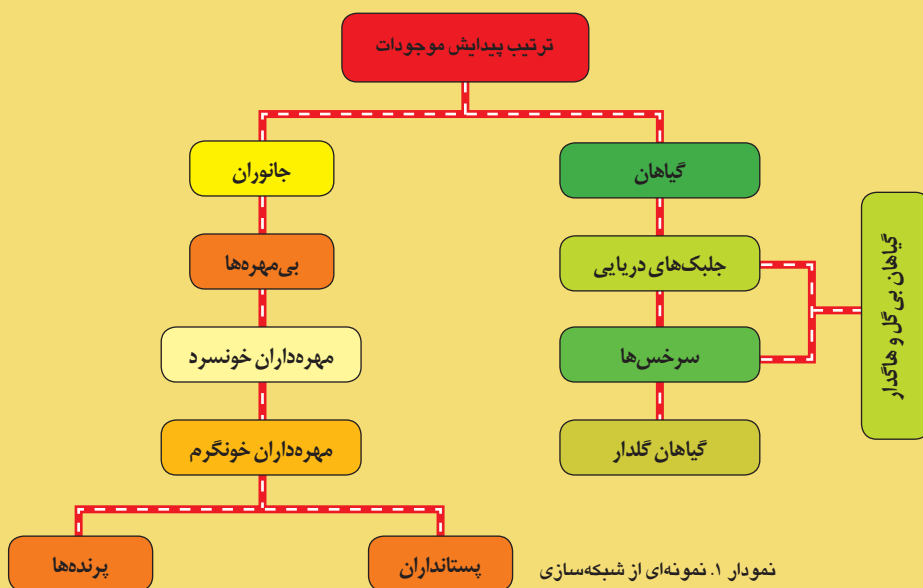 ترتیب پیدایش موجودات
گیاهان
جانوران
جلبک‌های دریایی
بی‌مهره‌ها
گیاهان بی گل و هاگدار
سرخس‌ها
مهره‌داران خونسرد
گیاهان گلدار
مهره‌داران خونگرم
پستانداران
پرنده‌ها
نمودار ۱. نمونه‌ای از شبکه‌سازی